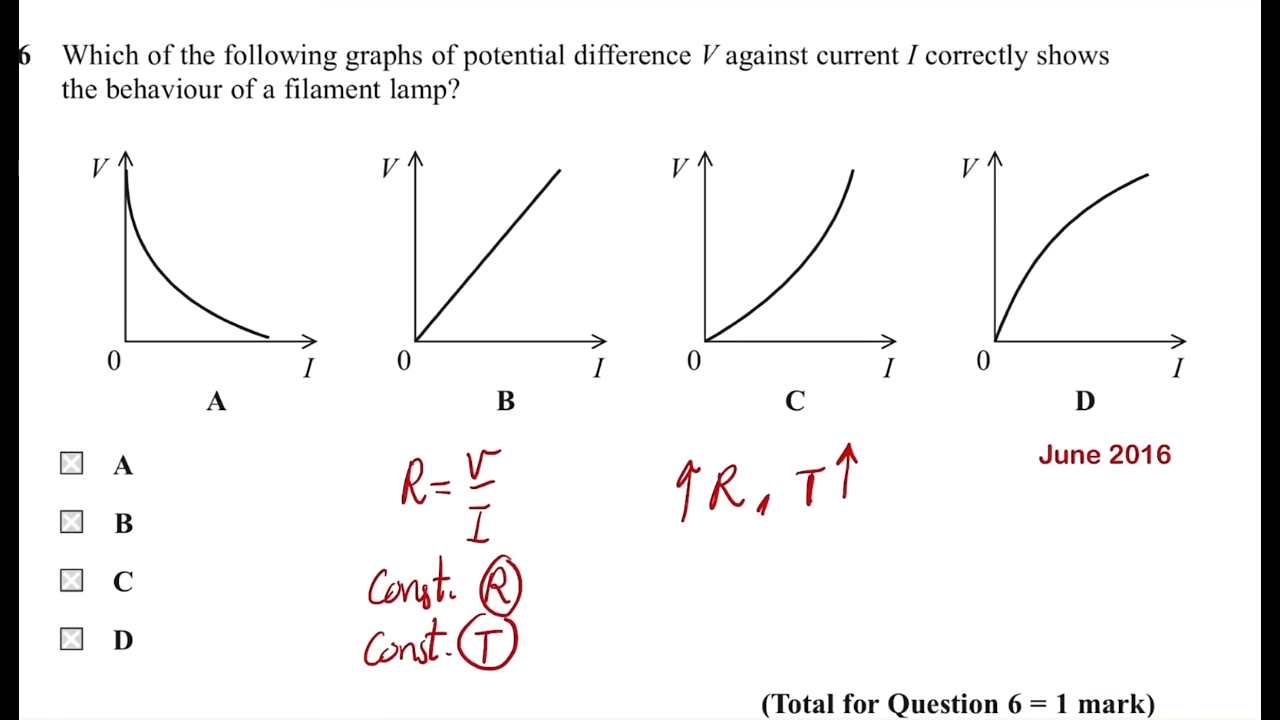 6 Which of the following graphs of potential difference V against current I correctly shows
the behaviour of a filament lamp?
V V V V
0 I 0 I 0 I 0 I
A B C D
June 2016
A
B
C
D
R = V/I
Const. R
Const. T
↑R, T↑
(Total for Question 6 = 1 mark)